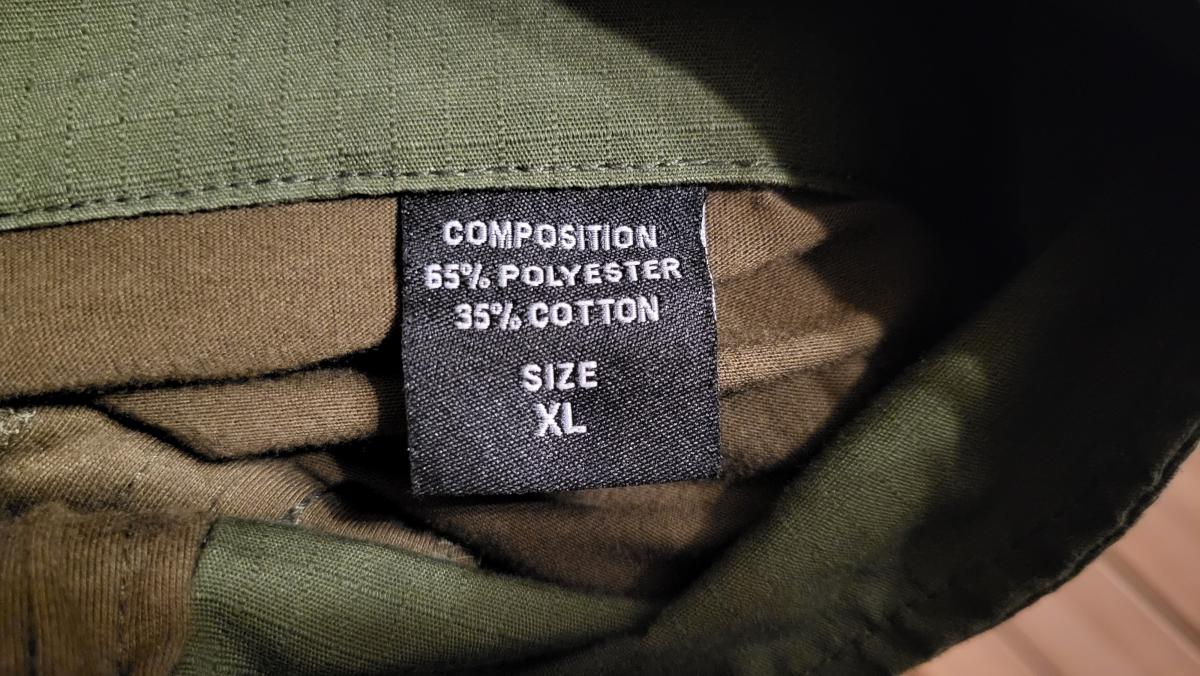 COMPOSITION
65% POLYESTER
35% COTTON
SIZE
XL